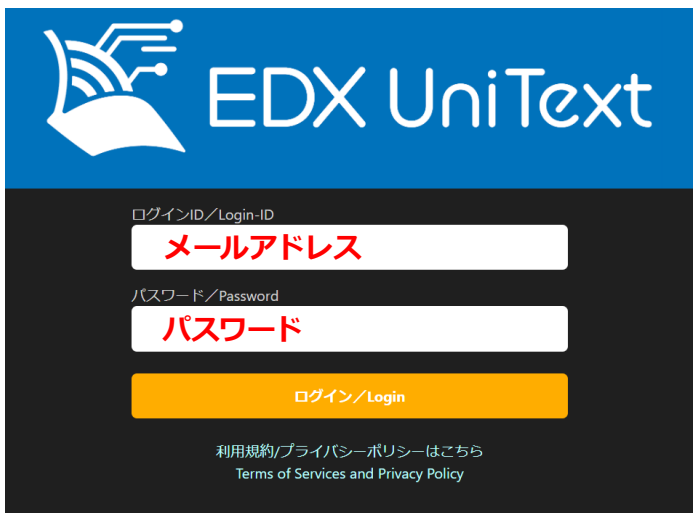 EDX UniText
ログインID／Login-ID
メールアドレス
パスワード／Password
パスワード
ログイン／Login
利用規約/プライバシーポリシーはこちら
Terms of Services and Privacy Policy